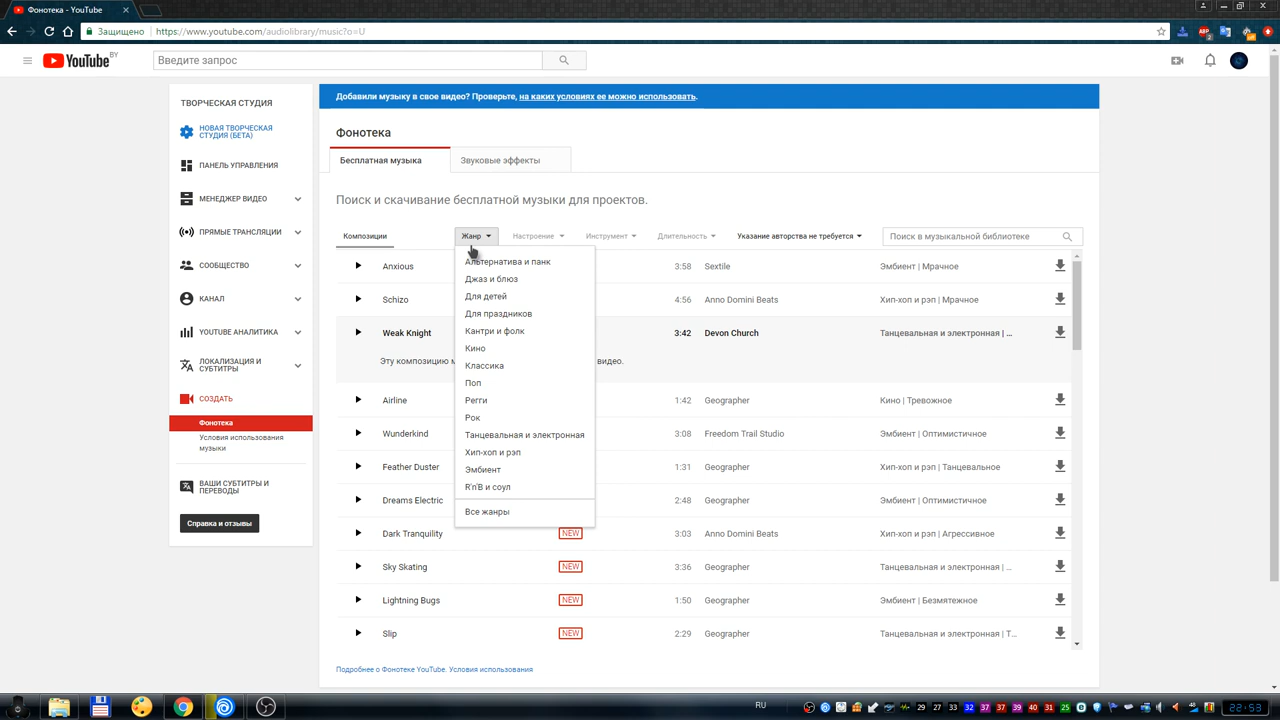 Фонотека - YouTube
Защищено
https://www.youtube.com/audiolibrary/music?o=U
YouTube BY
Введите запрос
ТВОРЧЕСКАЯ СТУДИЯ
НОВАЯ ТВОРЧЕСКАЯ
СТУДИЯ (БЕТА)
ПАНЕЛЬ УПРАВЛЕНИЯ
МЕНЕДЖЕР ВИДЕО
ПРЯМЫЕ ТРАНСЛЯЦИИ
СООБЩЕСТВО
КАНАЛ
YOUTUBE АНАЛИТИКА
ЛОКАЛИЗАЦИЯ И
СУБТИТРЫ
СОЗДАТЬ
Фонотека
Условия использования
музыки
ВАШИ СУБТИТРЫ И
ПЕРЕВОДЫ
Справка и отзывы
Добавили музыку в свое видео? Проверьте, на каких условиях ее можно использовать.
Фонотека
Бесплатная музыка
Звуковые эффекты
Поиск и скачивание бесплатной музыки для проектов.
Композиции
Жанр
Настроение
Инструмент
Длительность
Указание авторства не требуется
Поиск в музыкальной библиотеке
Альтернатива и панк
Джаз и блюз
Для детей
Для праздников
Кантри и фолк
Кино
Классика
Поп
Регги
Рок
Танцевальная и электронная
Хип-хоп и рэп
Эмбиент
R'n'B и соул
Все жанры
Anxious 3:58 Sextile Эмбиент | Мрачное
Schizo 4:56 Anno Domini Beats Хип-хоп и рэп | Мрачное
Weak Knight 3:42 Devon Church Танцевальная и электронная | ...
Эту композицию м видео.
Airline 1:42 Geographer Кино | Тревожное
Wunderkind 3:08 Freedom Trail Studio Эмбиент | Оптимистичное
Feather Duster 1:31 Geographer Хип-хоп и рэп | Танцевальное
Dreams Electric 2:48 Geographer Эмбиент | Оптимистичное
Dark Tranquility NEW 3:03 Anno Domini Beats Хип-хоп и рэп | Агрессивное
Sky Skating NEW 3:36 Geographer Танцевальная и электронная | ...
Lightning Bugs NEW 1:50 Geographer Эмбиент | Безмятежное
Slip NEW 2:29 Geographer Танцевальная и электронная | Т...
Подробнее о Фонотеке YouTube. Условия использования
RU
29 27 33 32 37 37 39 40 31 25
22:53